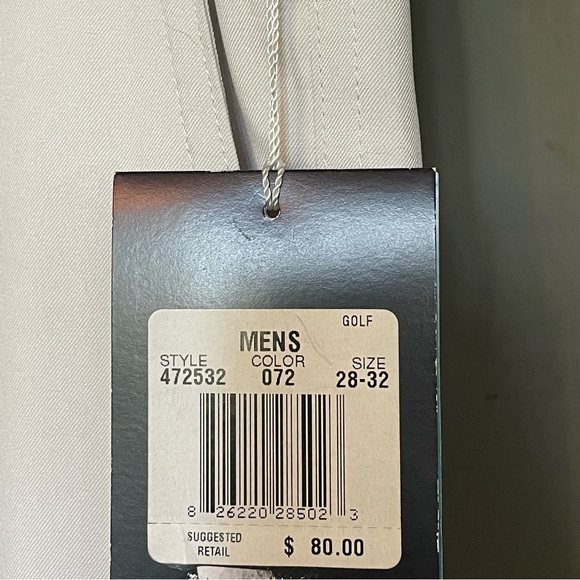 GOLF
MENS
STYLE COLOR SIZE
472532 072 28-32
8 26220 28502 3
SUGGESTED
RETAIL $ 80.00